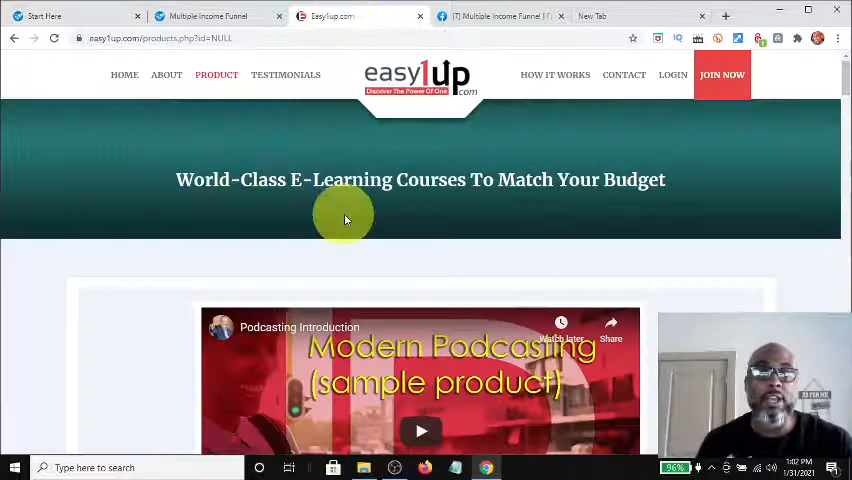 Start Here
Multiple Income Funnel
Easy1up.com
(7) Multiple Income Funnel |
New Tab
easy1up.com/products.php?id=NULL
HOME
ABOUT
PRODUCT
TESTIMONIALS
easy1up
.com
Discover The Power Of One
HOW IT WORKS
CONTACT
LOGIN
JOIN NOW
World-Class E-Learning Courses To Match Your Budget
Podcasting Introduction
Watch later
Share
Modern Podcasting
(sample product)
AS FOR ME
Type here to search
96%
1:02 PM
1/31/2021